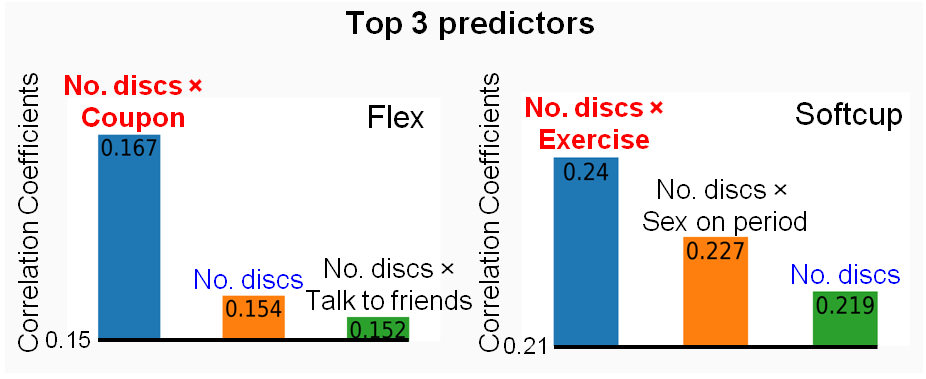 Top 3 predictors
Correlation Coefficients
No. discs ×
Coupon
Flex
0.167
No. discs
0.154
No. discs ×
Talk to friends
0.152
0.15
Correlation Coefficients
No. discs ×
Exercise
Softcup
0.24
No. discs ×
Sex on period
0.227
No. discs
0.219
0.21